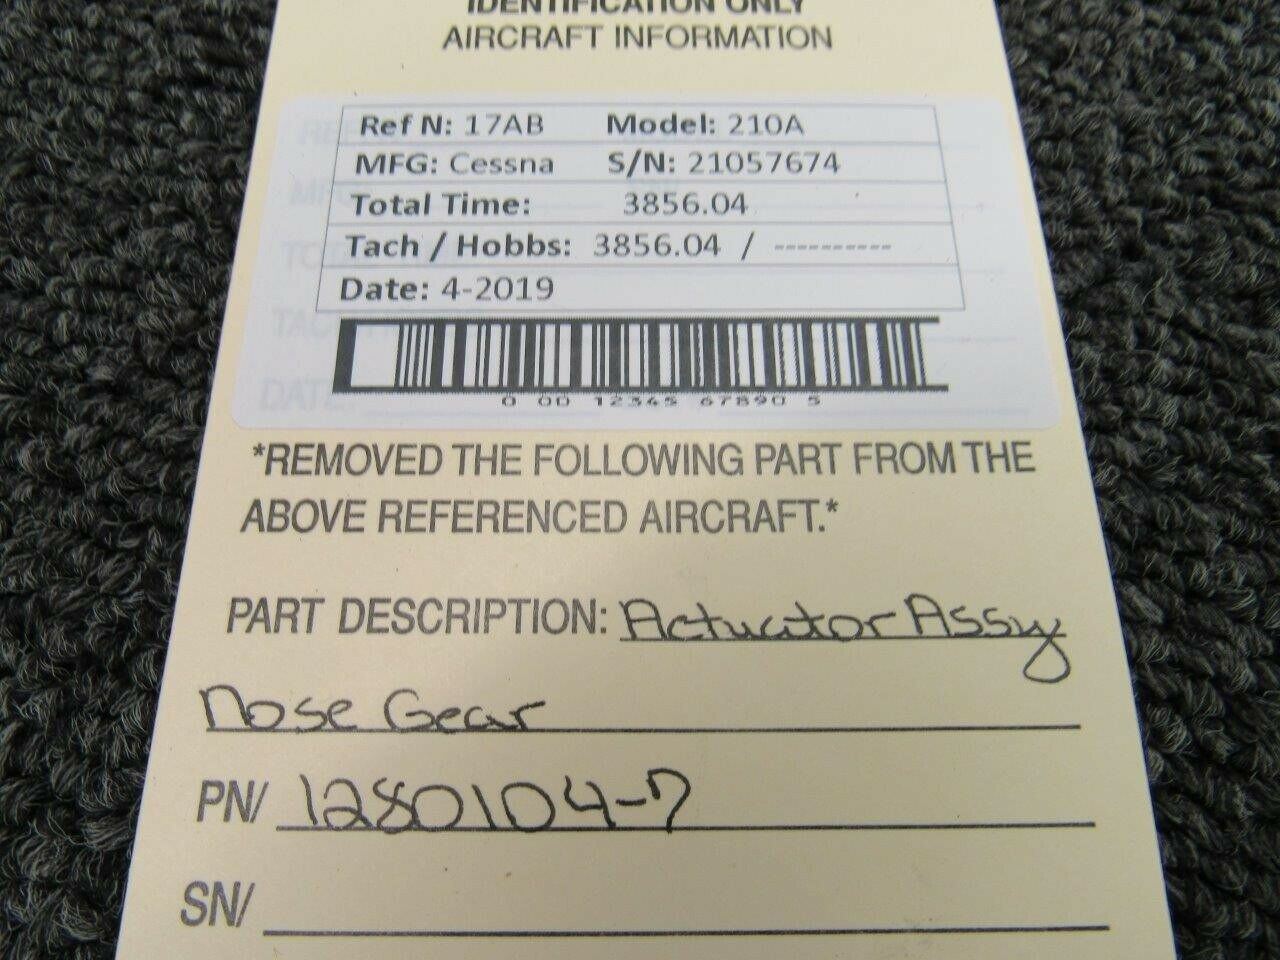 IDENTIFICATION ONLY
AIRCRAFT INFORMATION
Ref N: 17AB Model: 210A
MFG: Cessna S/N: 21057674
Total Time: 3856.04
Tach / Hobbs: 3856.04 / ----------
Date: 4-2019
0 00 12345 67890 5
*REMOVED THE FOLLOWING PART FROM THE
ABOVE REFERENCED AIRCRAFT.*
PART DESCRIPTION: Actuator Assy
Nose Gear
PN/ 1280104-7
SN/